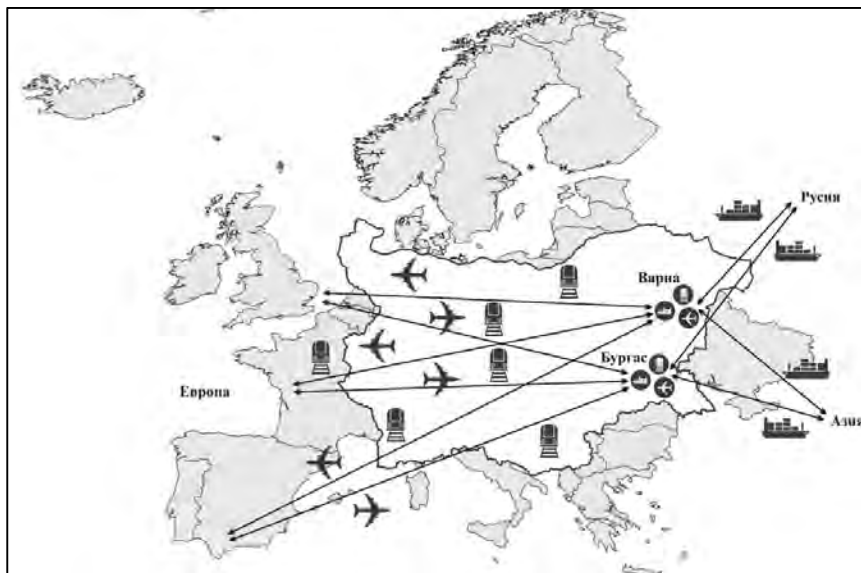 Русия
Варна
Бургас
Европа
Азия